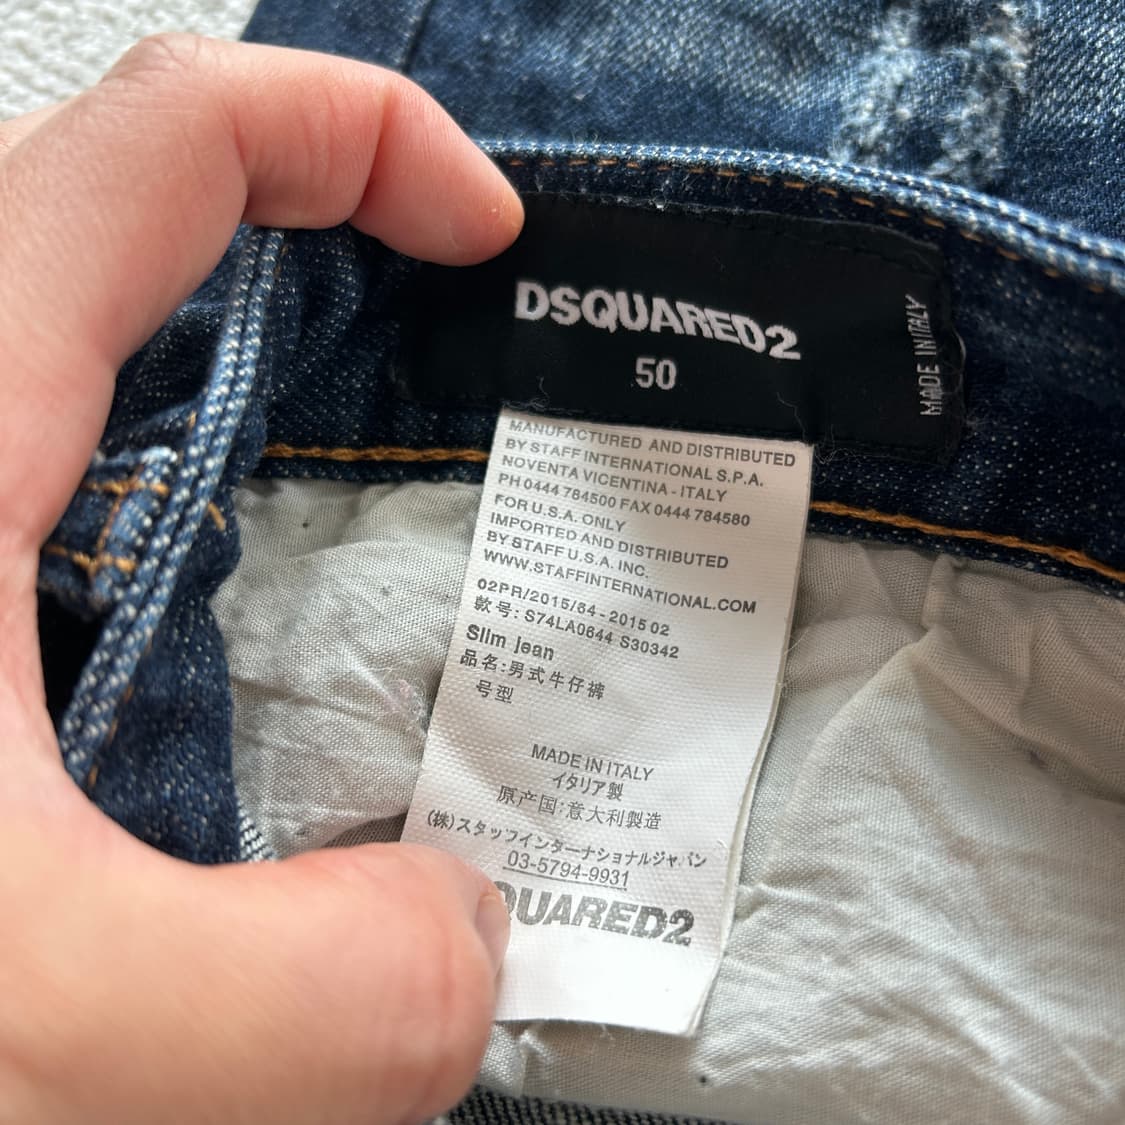 DSQUARED2
50
MADE IN ITALY
MANUFACTURED AND DISTRIBUTED
BY STAFF INTERNATIONAL S.P.A.
NOVENTA VICENTINA - ITALY
PH 0444 784500 FAX 0444 784580
FOR U.S.A. ONLY
IMPORTED AND DISTRIBUTED
BY STAFF U.S.A. INC.
WWW.STAFFINTERNATIONAL.COM
02PR/2015/64 - 2015 02
款号: S74LA0644 S30342
Slim jean
品名:男式牛仔裤
号型
MADE IN ITALY
イタリア製
原产国:意大利製造
(株)スタッフインターナショナルジャパン
03-5794-9931
QUARED2